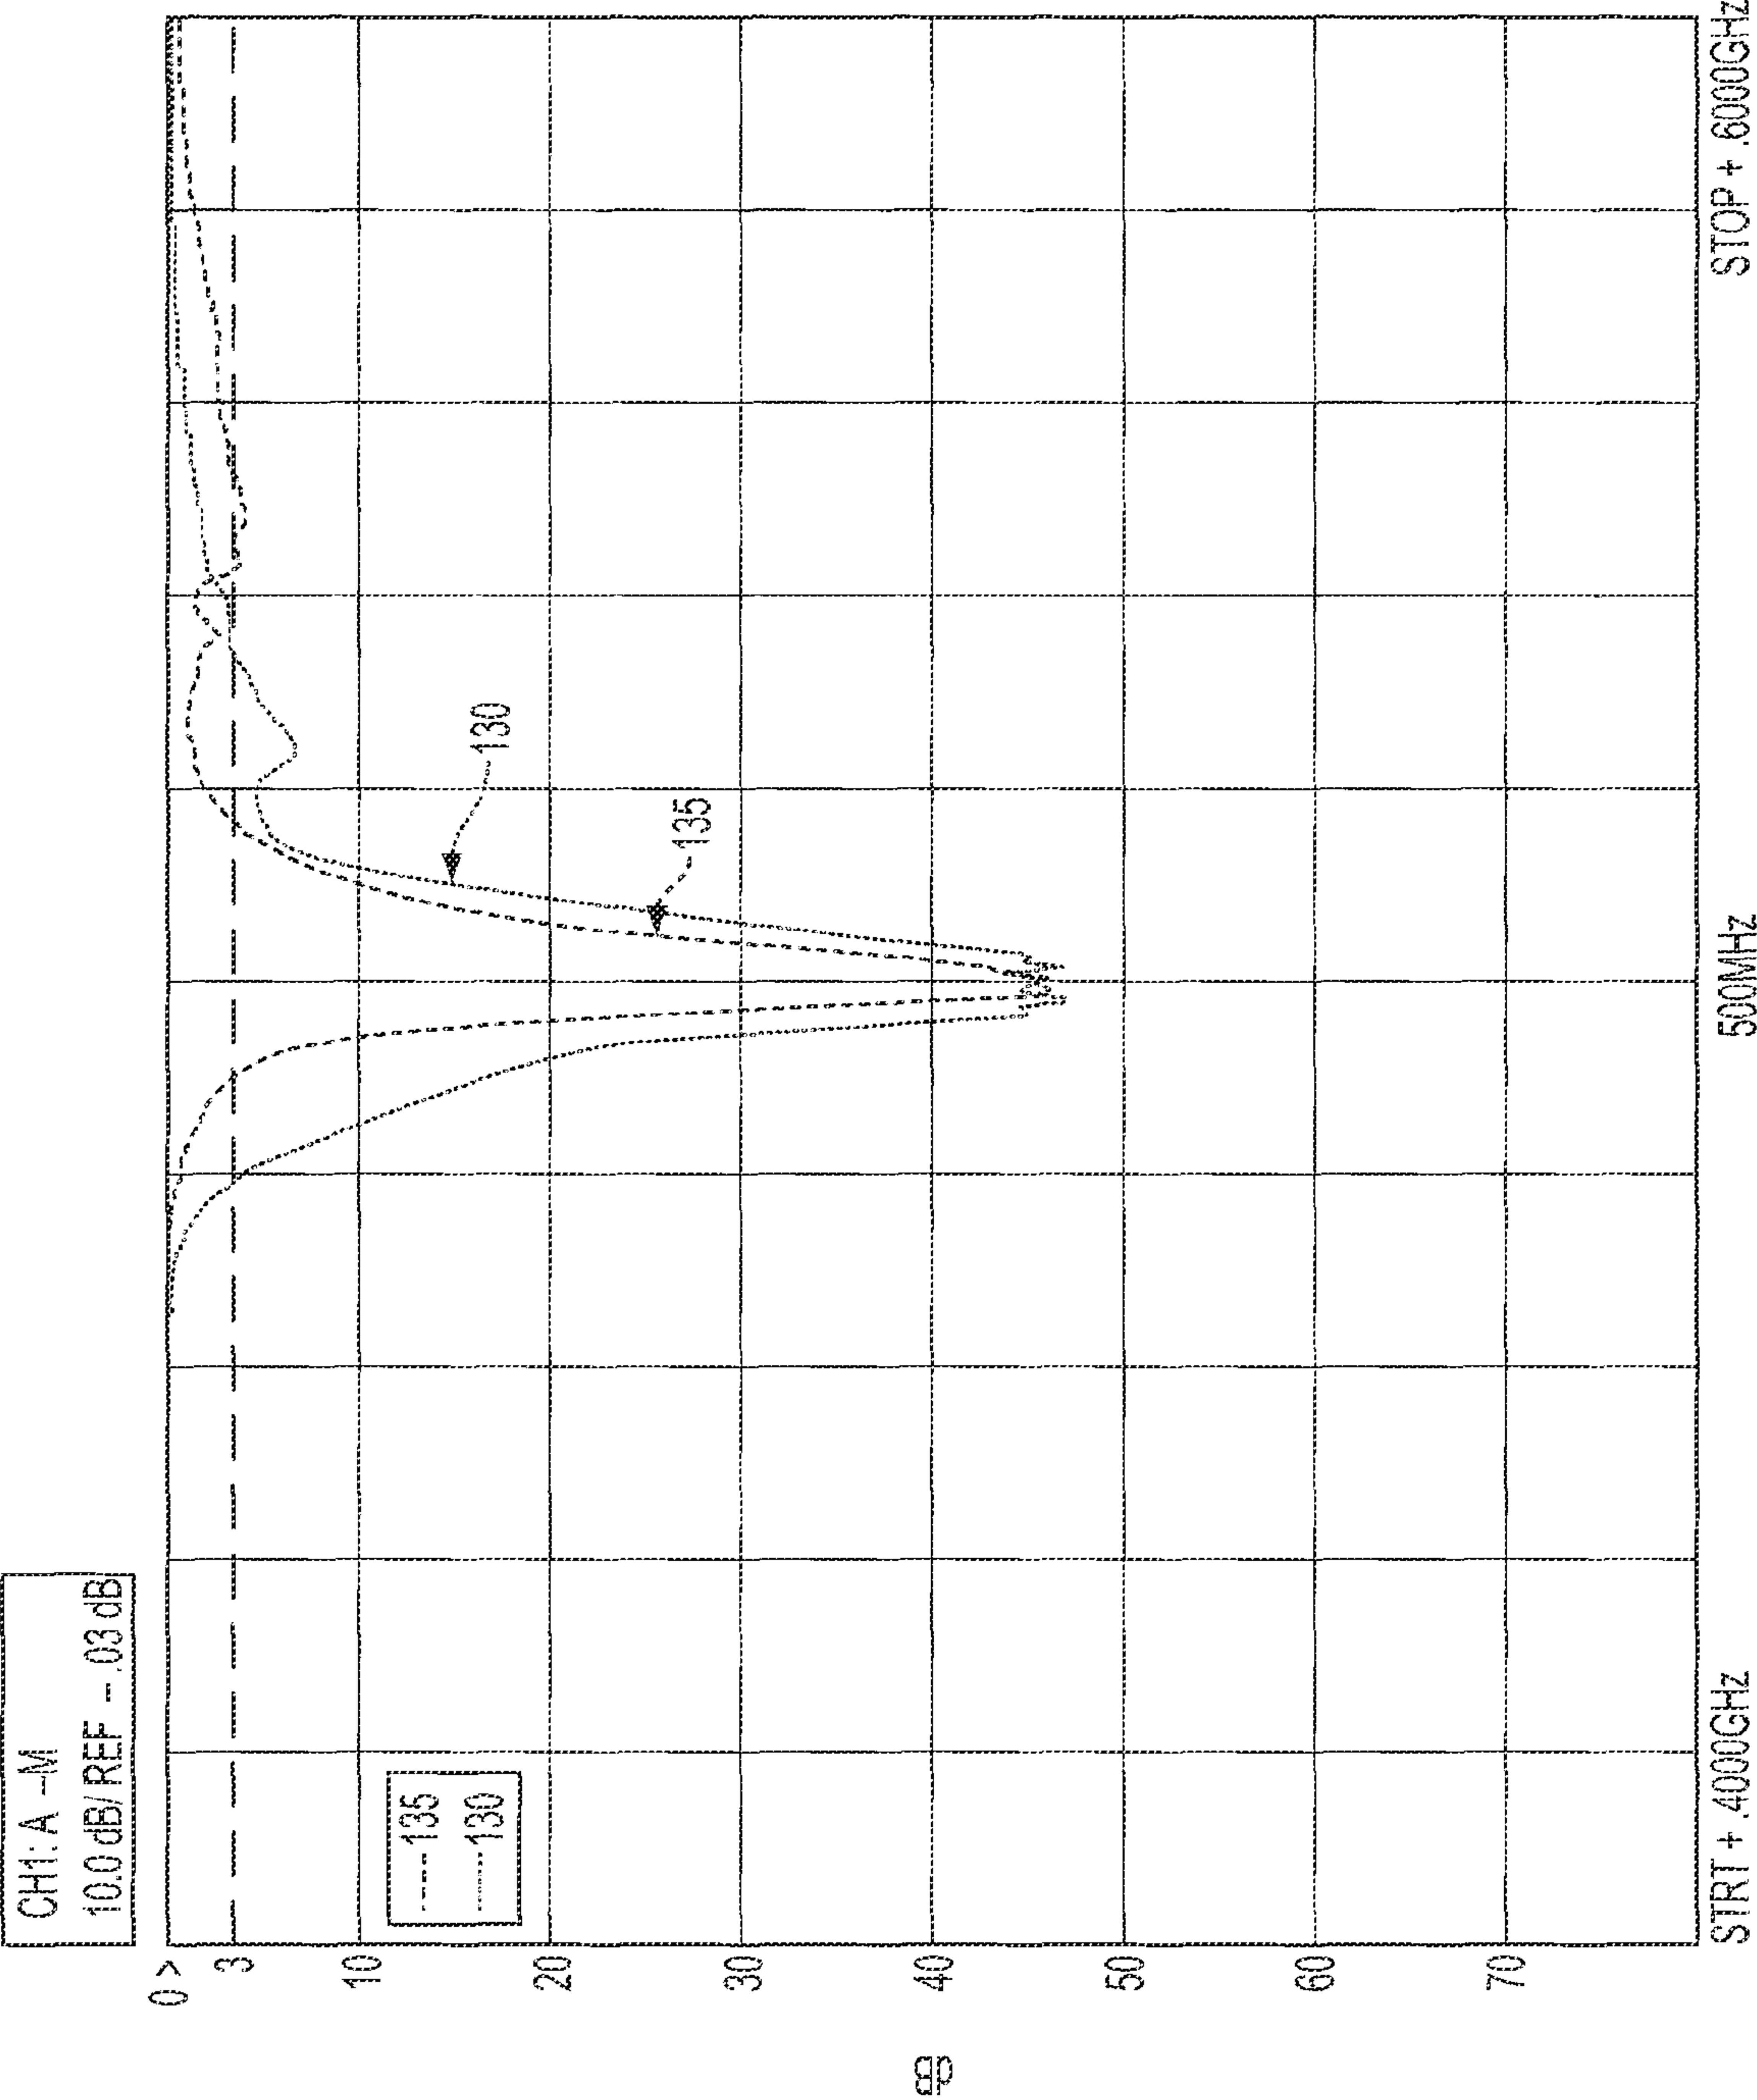 CH1: A -M
10.0 dB/ REF - .03 dB
0 >
3
10
20
30
40
50
60
70
dB
135
130
130
135
STRT + .400GHz
500MHz
STOP + .6000GHz